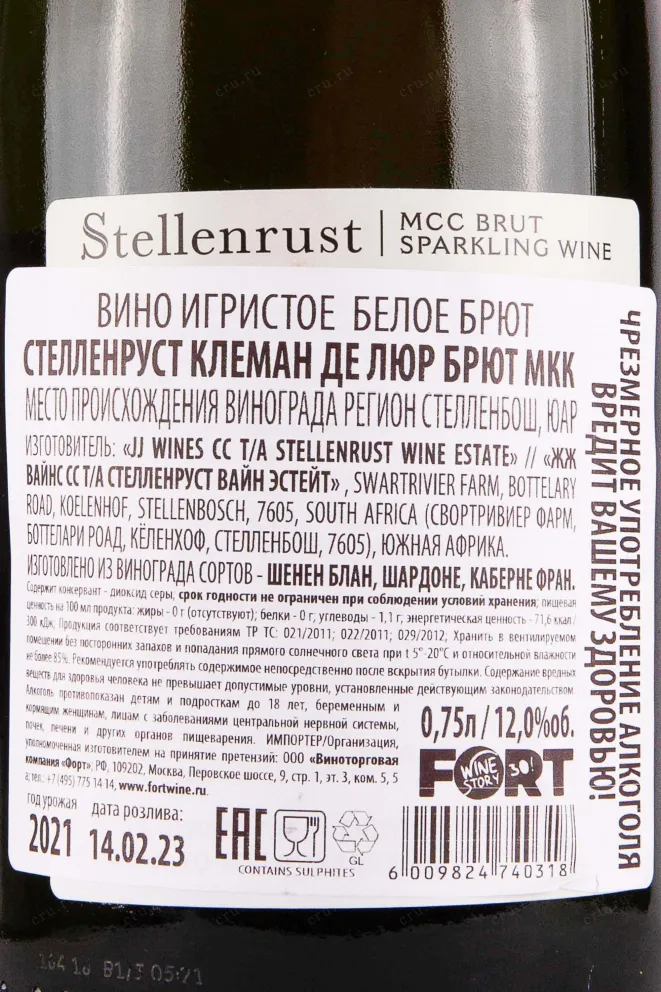 Stellenrust
MCC BRUT
SPARKLING WINE
ВИНО ИГРИСТОЕ БЕЛОЕ БРЮТ
СТЕЛЛЕНРУСТ КЛЕМАН ДЕ ЛЮР БРЮТ МКК
МЕСТО ПРОИСХОЖДЕНИЯ ВИНОГРАДА РЕГИОН СТЕЛЛЕНБОШ, ЮАР
ИЗГОТОВИТЕЛЬ: «JJ WINES CC T/A STELLENRUST WINE ESTATE» // «ЖЖ
ВАЙНС СС Т/А СТЕЛЛЕНРУСТ ВАЙН ЭСТЕЙТ» , SWARTRIVIER FARM, BOTTELARY
ROAD, KOELENHOF, STELLENBOSCH, 7605, SOUTH AFRICA (СВОРТРИВИЕР ФАРМ,
БОТТЕЛАРИ РОАД, КЁЛЕНХОФ, СТЕЛЛЕНБОШ, 7605), ЮЖНАЯ АФРИКА.
ИЗГОТОВЛЕНО ИЗ ВИНОГРАДА СОРТОВ - ШЕНЕН БЛАН, ШАРДОНЕ, КАБЕРНЕ ФРАН.
Содержит консервант - диоксид серы; срок годности не ограничен при соблюдении условий хранения; пищевая
ценность на 100 мл продукта: жиры - 0 г (отсутствуют); белки - 0 г; углеводы - 1,1 г; энергетическая ценность - 71,6 ккал /
300 кДж. Продукция соответствует требованиям ТР ТС: 021/2011; 022/2011; 029/2012; Хранить в вентилируемом
помещении без посторонних запахов и попадания прямого солнечного света при t 5°-20°C и относительной влажности
не более 85%. Рекомендуется употреблять содержимое непосредственно после вскрытия бутылки. Содержание вредных
веществ для здоровья человека не превышает допустимые уровни, установленные действующим законодательством.
Алкоголь противопоказан детям и подросткам до 18 лет, беременным и
кормящим женщинам, лицам с заболеваниями центральной нервной системы,
почек, печени и других органов пищеварения. ИМПОРТЕР/Организация,
уполномоченная изготовителем на принятие претензий: ООО «Виноторговая
компания «Форт», РФ, 109202, Москва, Перовское шоссе, 9, стр. 1, эт. 3, ком. 5, 5
а; тел.: +7 (495) 775 14 14, www.fortwine.ru.
0,75л / 12,0%об.
FORT
WINE
STORY
30!
год урожая
2021
дата розлива:
14.02.23
EAC
GL
CONTAINS SULPHITES
6 009824 740318
ЧРЕЗМЕРНОЕ УПОТРЕБЛЕНИЕ АЛКОГОЛЯ
ВРЕДИТ ВАШЕМУ ЗДОРОВЬЮ!
cru.ru